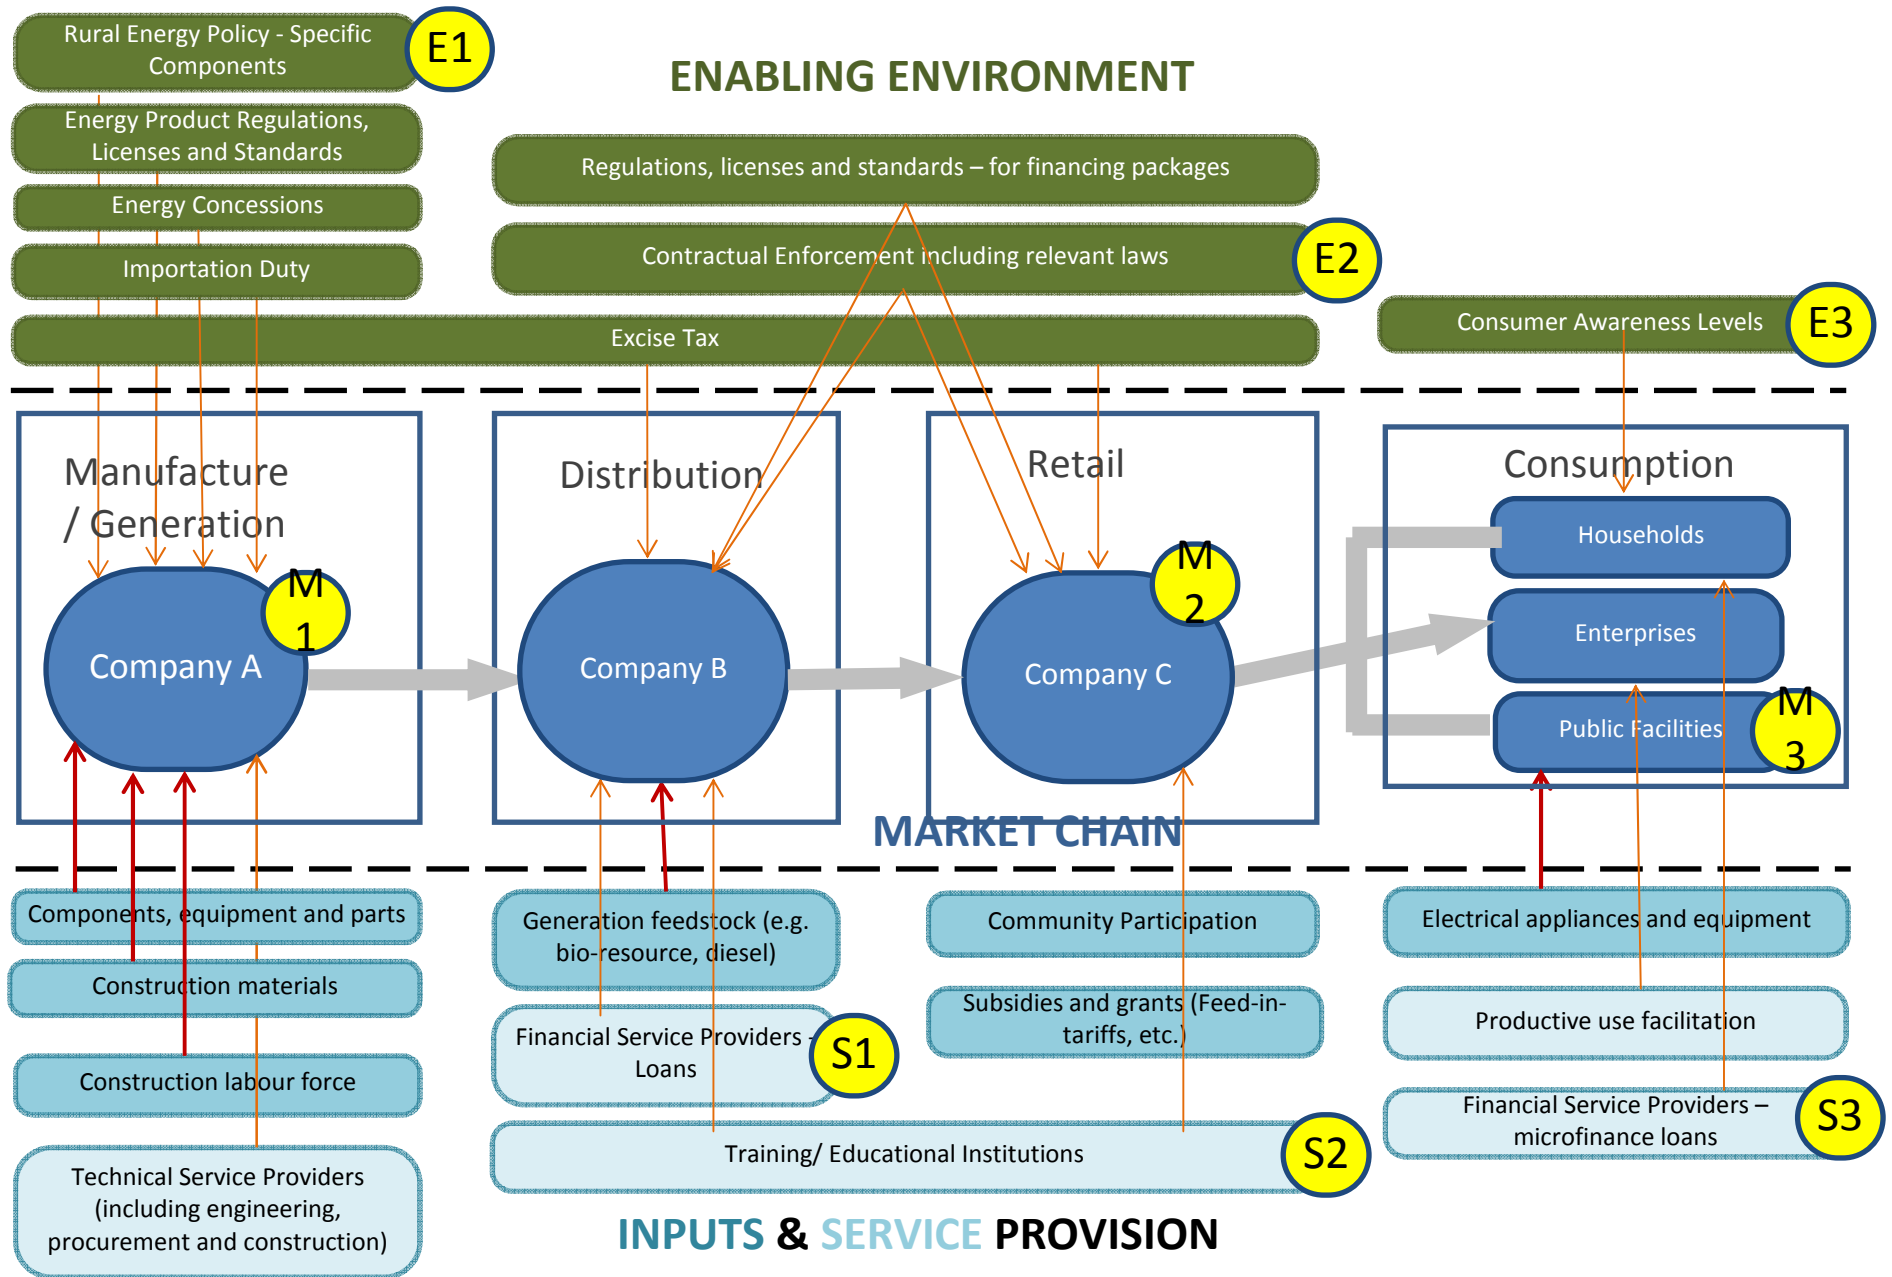 Rural Energy Policy - Specific
Components
E1
ENABLING ENVIRONMENT
Energy Product Regulations,
Licenses and Standards
Regulations, licenses and standards – for financing packages
Energy Concessions
Contractual Enforcement including relevant laws
E2
Importation Duty
Excise Tax
Consumer Awareness Levels
E3
Manufacture
/ Generation
Distribution
Retail
Consumption
Households
M
1
M
2
Company A
Company B
Company C
Enterprises
Public Facilities
M
3
MARKET CHAIN
Components, equipment and parts
Generation feedstock (e.g.
bio-resource, diesel)
Community Participation
Electrical appliances and equipment
Construction materials
Financial Service Providers -
Loans
S1
Subsidies and grants (Feed-in-
tariffs, etc.)
Productive use facilitation
Construction labour force
Financial Service Providers –
microfinance loans
S3
Training/ Educational Institutions
S2
Technical Service Providers
(including engineering,
procurement and construction)
INPUTS & SERVICE PROVISION